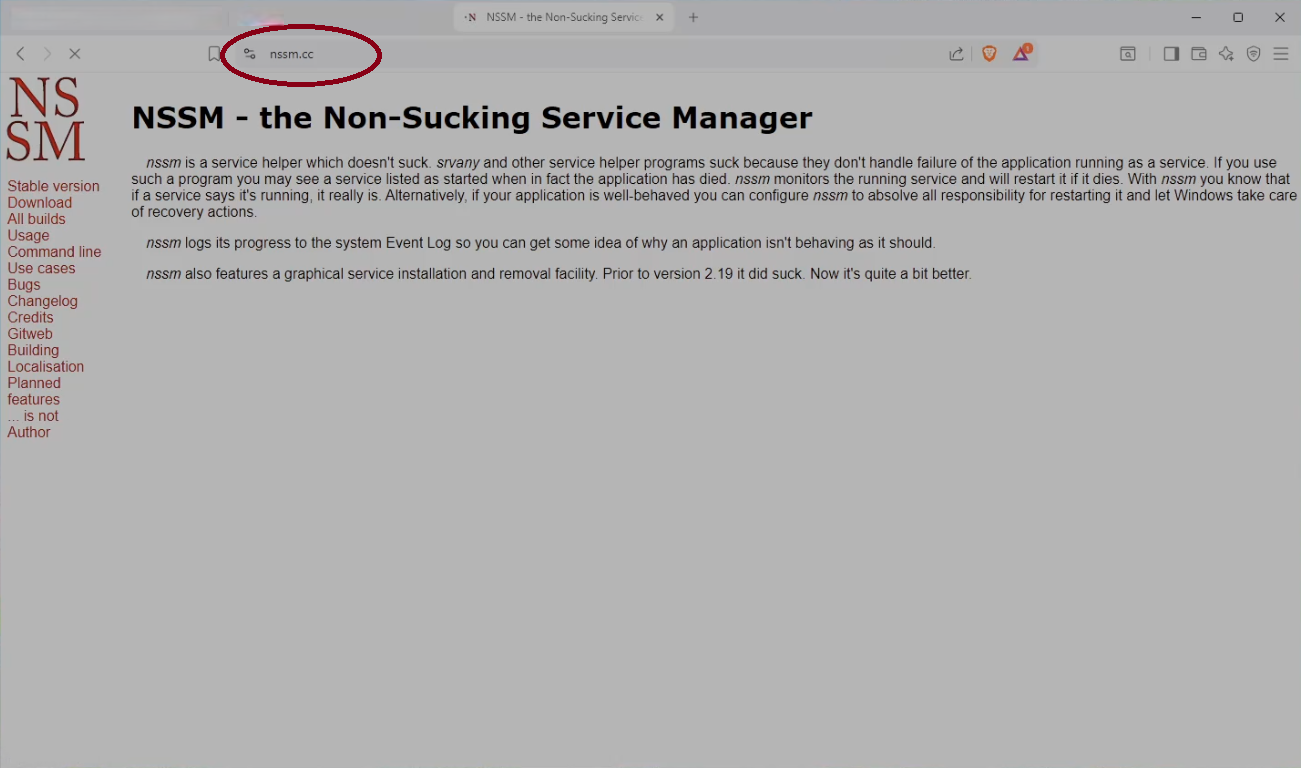 NSSM - the Non-Sucking Servic
nssm.cc
NS
SM
NSSM - the Non-Sucking Service Manager
nssm is a service helper which doesn't suck. srvany and other service helper programs suck because they don't handle failure of the application running as a service. If you use
such a program you may see a service listed as started when in fact the application has died. nssm monitors the running service and will restart it if it dies. With nssm you know that
if a service says it's running, it really is. Alternatively, if your application is well-behaved you can configure nssm to absolve all responsibility for restarting it and let Windows take care
of recovery actions.
nssm logs its progress to the system Event Log so you can get some idea of why an application isn't behaving as it should.
nssm also features a graphical service installation and removal facility. Prior to version 2.19 it did suck. Now it's quite a bit better.
Stable version
Download
All builds
Usage
Command line
Use cases
Bugs
Changelog
Credits
Gitweb
Building
Localisation
Planned
features
... is not
Author